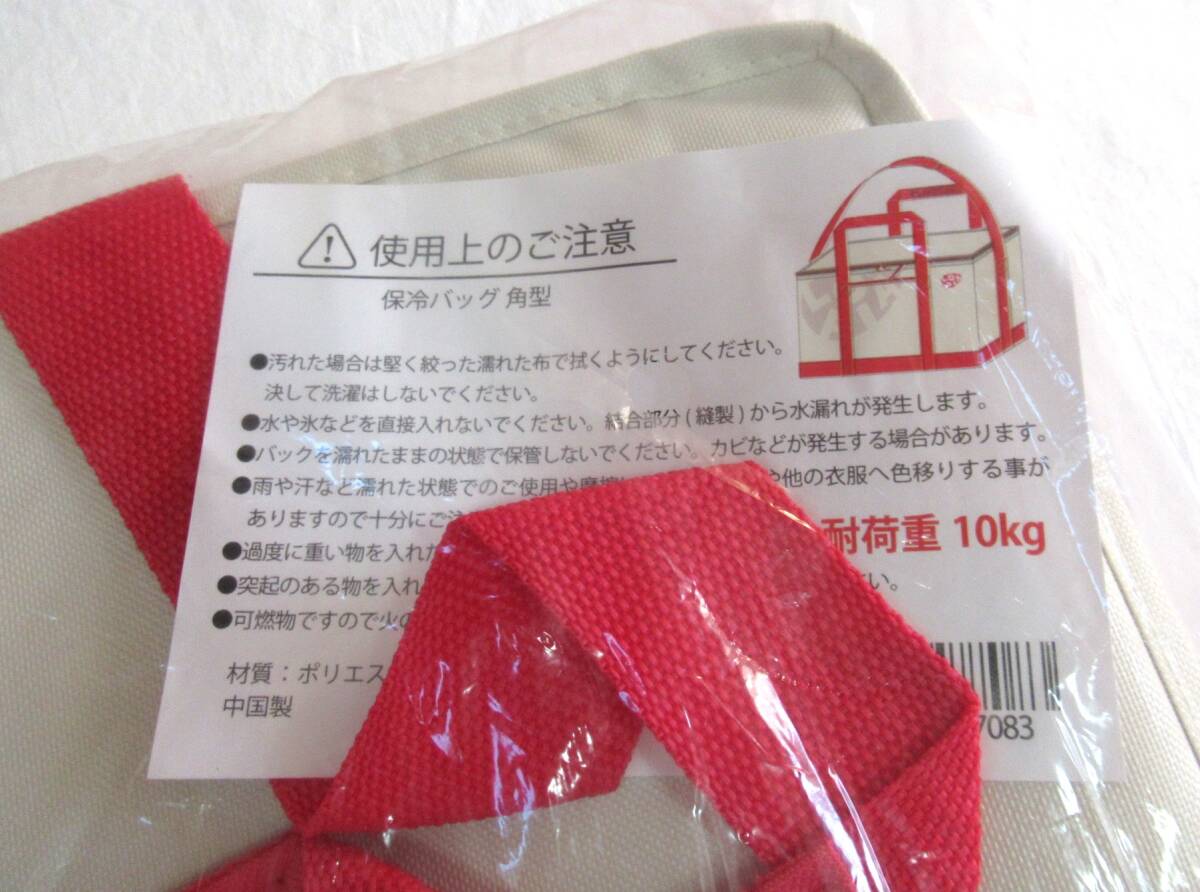 使用上のご注意
保冷バッグ 角型
●汚れた場合は堅く絞った濡れた布で拭くようにしてください。
決して洗濯はしないでください。
●水や氷などを直接入れないでください。結合部分(縫製)から水漏れが発生します。
●バックを濡れたままの状態で保管しないでください。カビなどが発生する場合があります。
●雨や汗など濡れた状態でのご使用や摩擦 や他の衣服へ色移りする事が
ありますので十分にご注
●過度に重い物を入れた 耐荷重 10kg
●突起のある物を入れ さい。
●可燃物ですので火の
材質:ポリエス
中国製
7083